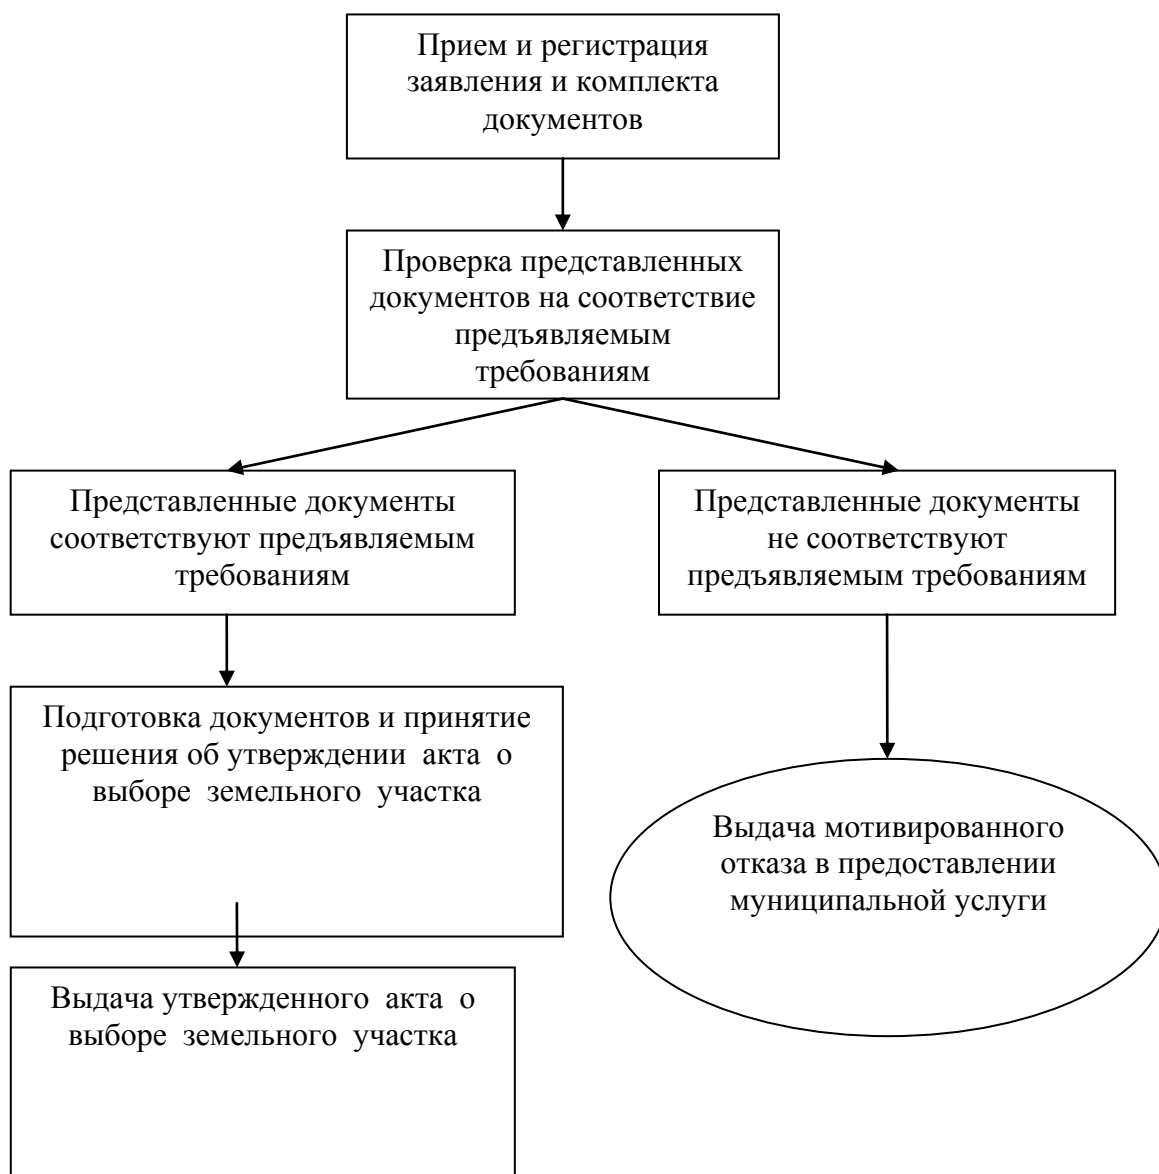 Прием и регистрация
заявления и комплекта
документов
Проверка представленных
документов на соответствие
предъявляемым
требованиям
Представленные документы
соответствуют предъявляемым
требованиям
Представленные документы
не соответствуют
предъявляемым требованиям
Подготовка документов и принятие
решения об утверждении акта о
выборе земельного участка
Выдача мотивированного
отказа в предоставлении
муниципальной услуги
Выдача утвержденного акта о
выборе земельного участка